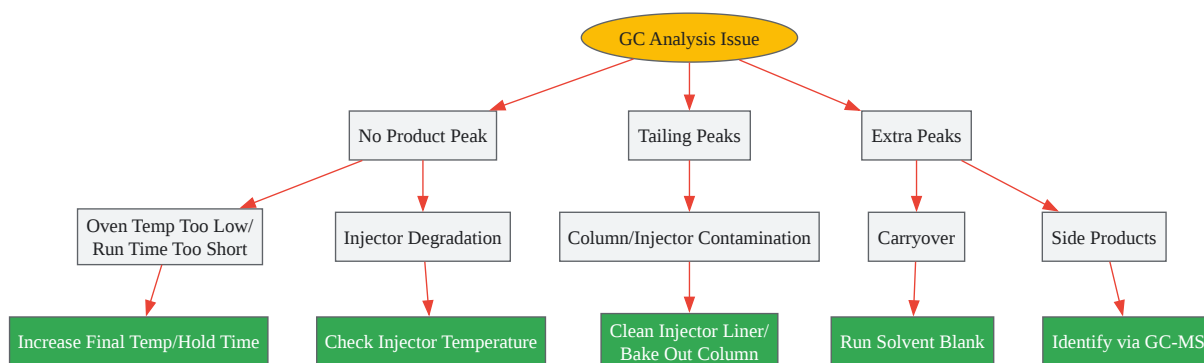 GC Analysis Issue
No Product Peak
Tailing Peaks
Extra Peaks
Oven Temp Too Low/
Run Time Too Short
Injector Degradation
Column/Injector Contamination
Carryover
Side Products
Increase Final Temp/Hold Time
Check Injector Temperature
Clean Injector Liner/
Bake Out Column
Run Solvent Blank
Identify via GC-MS